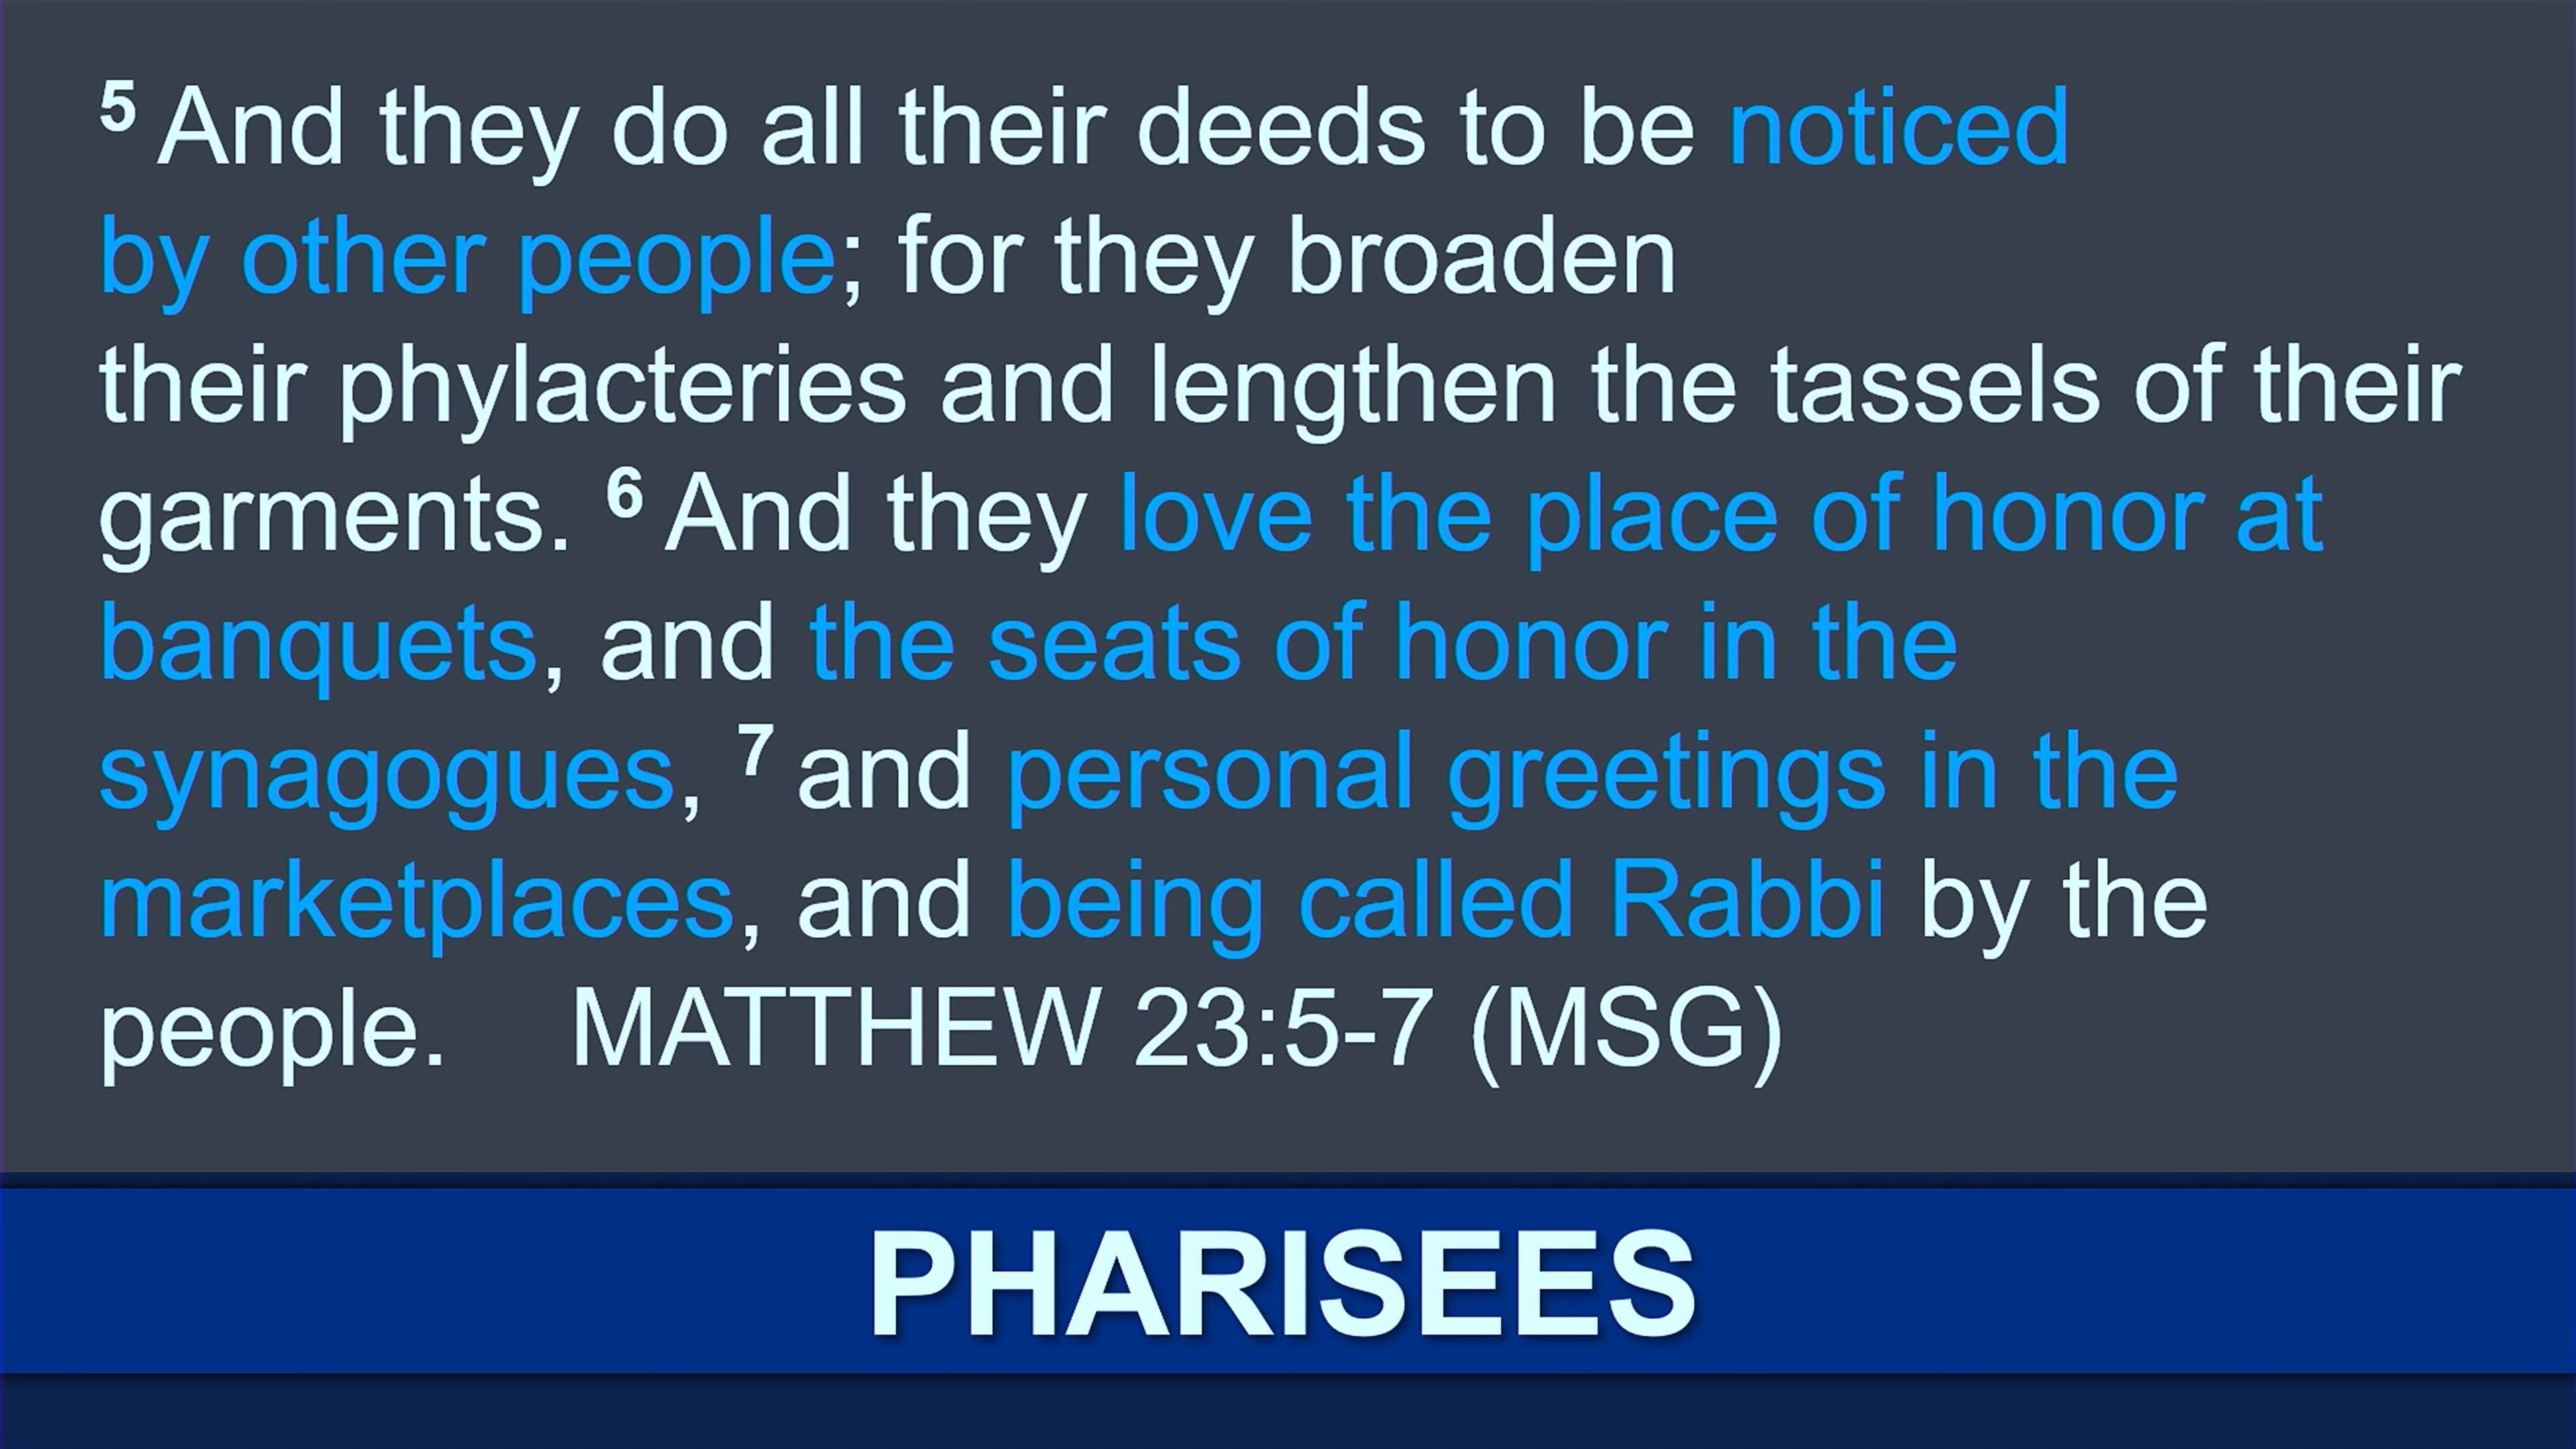 5 And they do all their deeds to be noticed
by other people; for they broaden
their phylacteries and lengthen the tassels of their
garments. 6 And they love the place of honor at
banquets, and the seats of honor in the
synagogues, 7 and personal greetings in the
marketplaces, and being called Rabbi by the
people. MATTHEW 23:5-7 (MSG)
PHARISEES